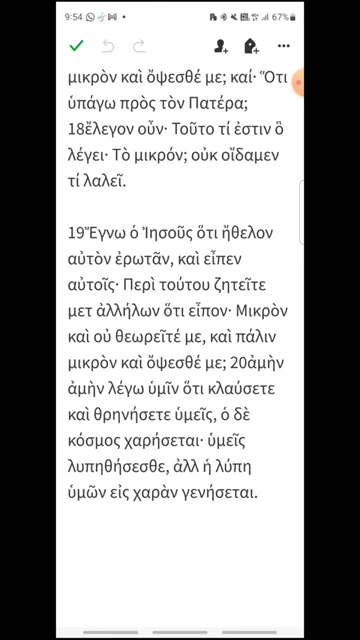 9:54
67%
μικρὸν καὶ ὄψεσθέ με; καί· Ὅτι
ὑπάγω πρὸς τὸν Πατέρα;
18ἔλεγον οὖν· Τοῦτο τί ἐστιν ὃ
λέγει· Τὸ μικρόν; οὐκ οἴδαμεν
τί λαλεῖ.
19Ἔγνω ὁ Ἰησοῦς ὅτι ἤθελον
αὐτὸν ἐρωτᾶν, καὶ εἶπεν
αὐτοῖς· Περὶ τούτου ζητεῖτε
μετ ἀλλήλων ὅτι εἶπον· Μικρὸν
καὶ οὐ θεωρεῖτέ με, καὶ πάλιν
μικρὸν καὶ ὄψεσθέ με; 20ἀμὴν
ἀμὴν λέγω ὑμῖν ὅτι κλαύσετε
καὶ θρηνήσετε ὑμεῖς, ὁ δὲ
κόσμος χαρήσεται· ὑμεῖς
λυπηθήσεσθε, ἀλλ ἡ λύπη
ὑμῶν εἰς χαρὰν γενήσεται.